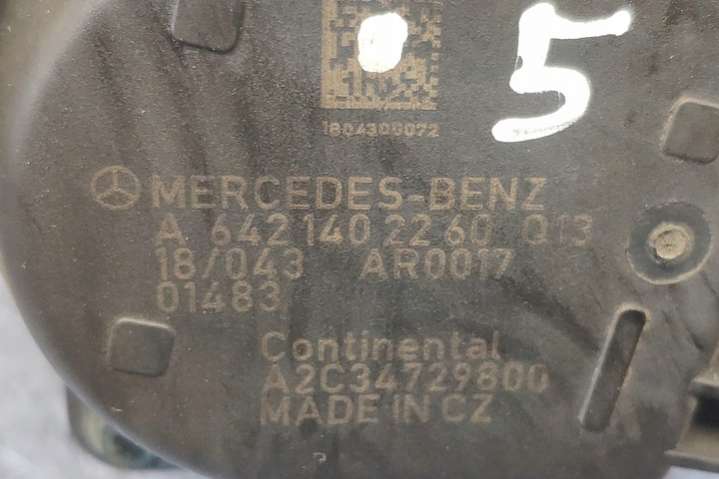 5
1804300072
MERCEDES-BENZ
A 642 140 22 60 Q13
18/043 AR0017
01483
Continental
A2C34729800
MADE IN CZ